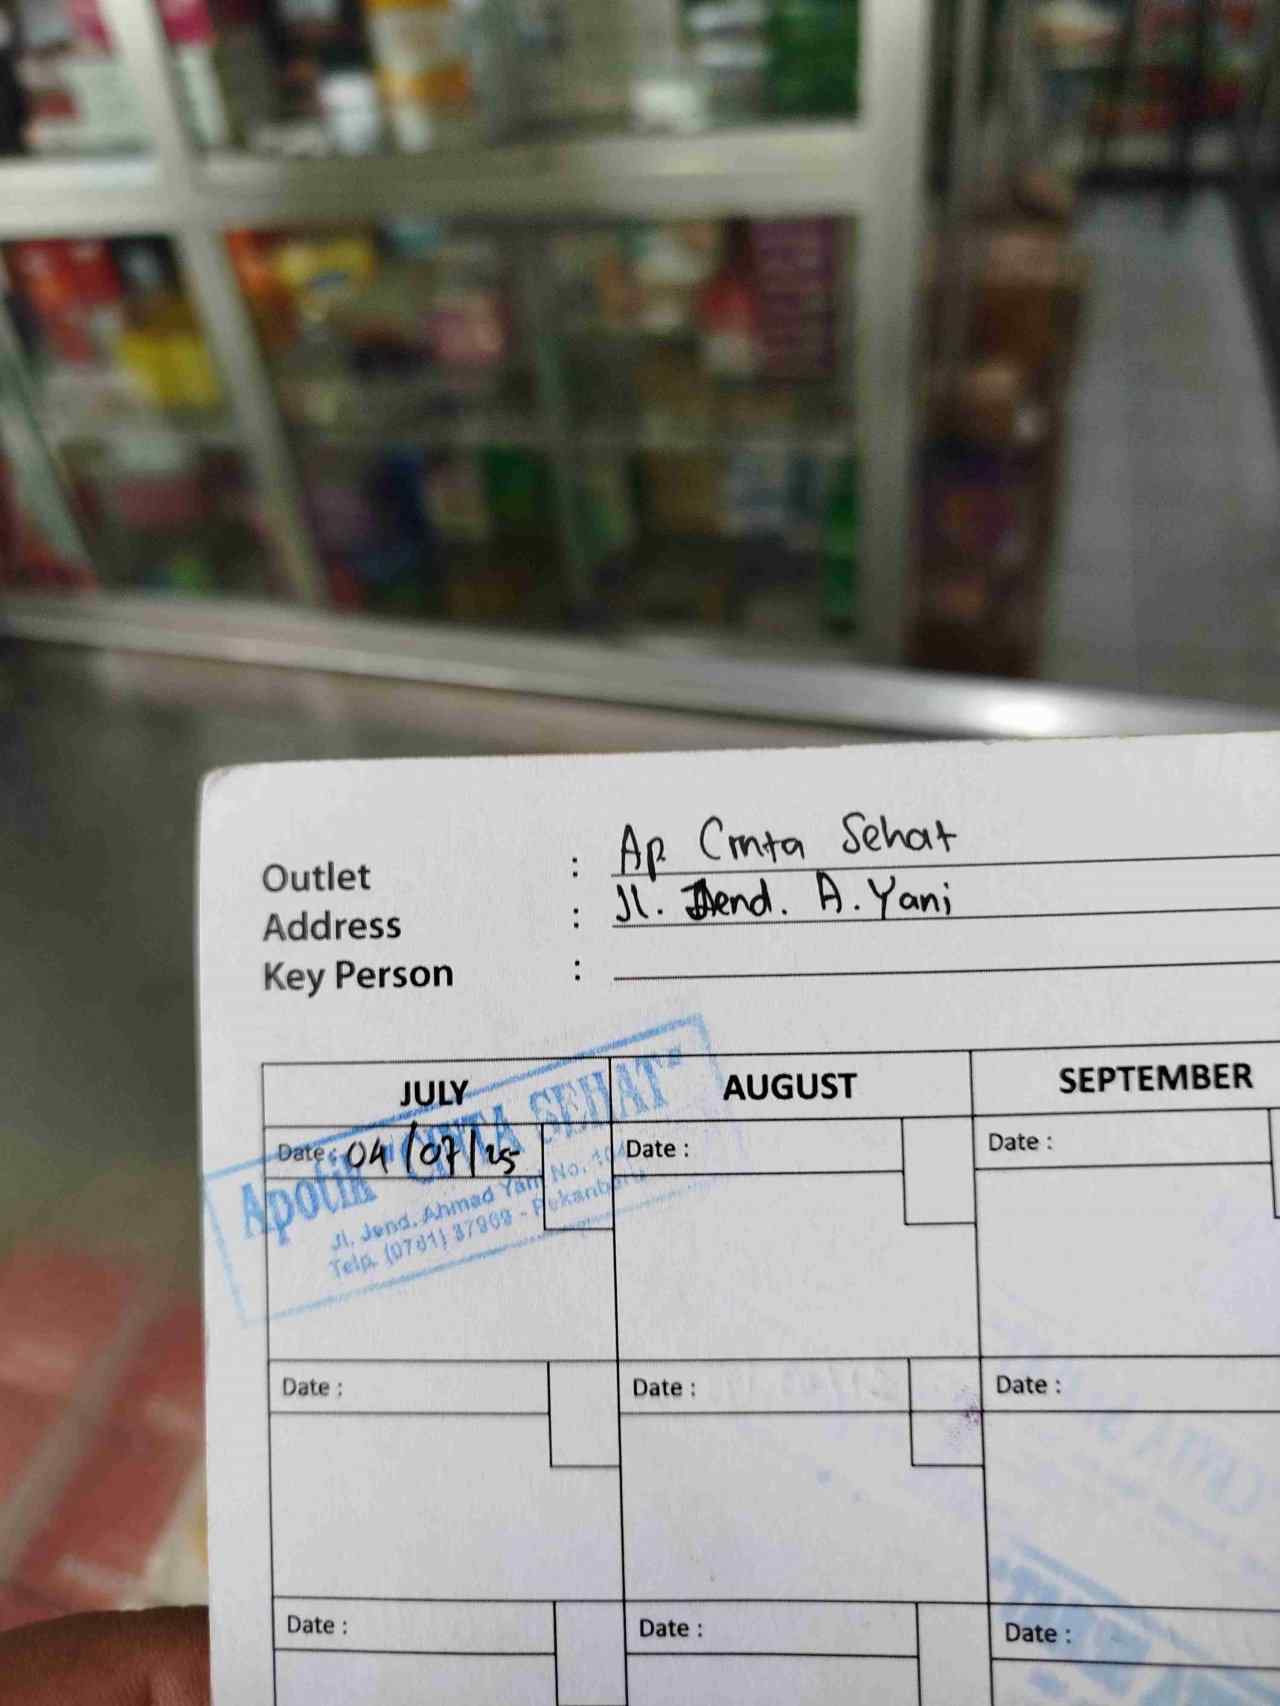 Outlet : Ap. Cinta Sehat
Address : Jl. Jend. A. Yani
Key Person :
JULY AUGUST SEPTEMBER
Date : 04/07/25 Date : Date :
Apotik "CINTA SEHAT"
Jl. Jend. Ahmad Yani No.
Telp. (0761) - Pekanbaru
Date : Date : Date :
Date : Date : Date :